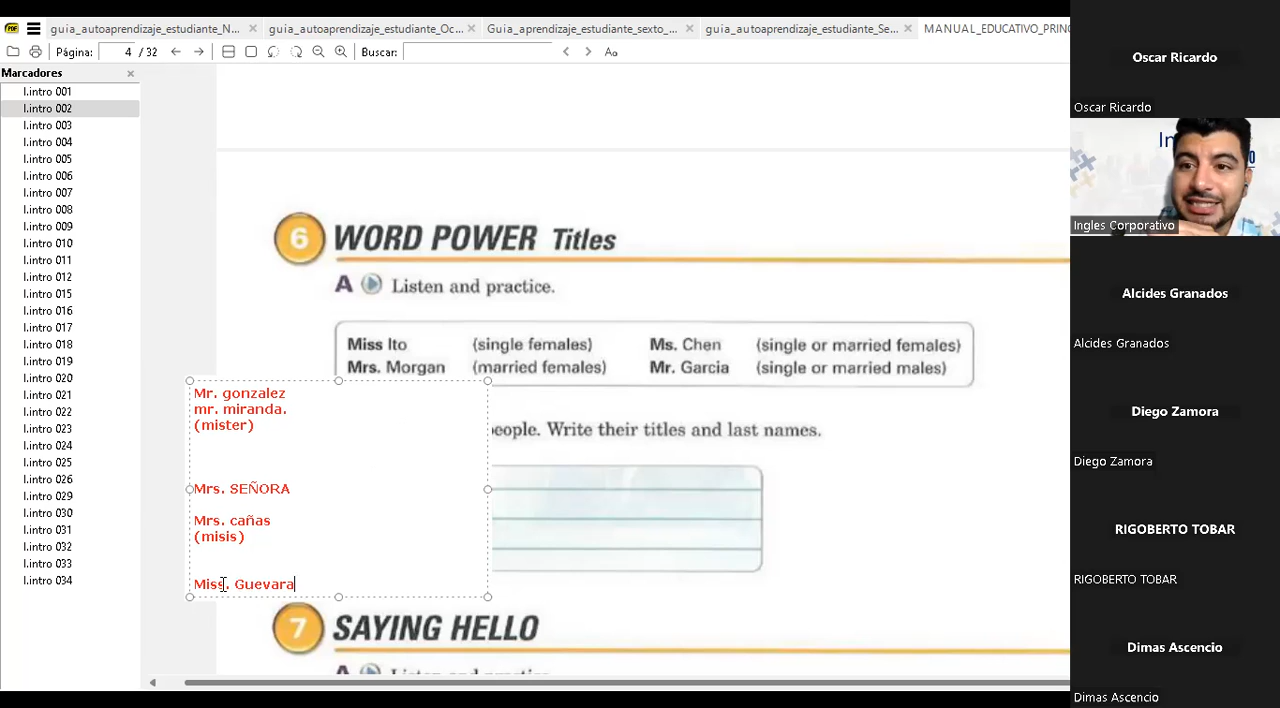 guia_autoaprendizaje_estudiante_N...
guia_autoaprendizaje_estudiante_Oc...
Guia_aprendizaje_estudiante_sexto_...
guia_autoaprendizaje_estudiante_Se...
MANUAL_EDUCATIVO_PRINC
Página: 4 / 32
Buscar:
Aa
Marcadores
I.intro 001
I.intro 002
I.intro 003
I.intro 004
I.intro 005
I.intro 006
I.intro 007
I.intro 008
I.intro 009
I.intro 010
I.intro 011
I.intro 012
I.intro 015
I.intro 016
I.intro 017
I.intro 018
I.intro 019
I.intro 020
I.intro 021
I.intro 022
I.intro 023
I.intro 024
I.intro 025
I.intro 026
I.intro 029
I.intro 030
I.intro 031
I.intro 032
I.intro 033
I.intro 034
6 WORD POWER Titles
A Listen and practice.
Miss Ito (single females) Ms. Chen (single or married females)
Mrs. Morgan (married females) Mr. Garcia (single or married males)
Mr. gonzalez
mr. miranda.
(mister)
people. Write their titles and last names.
Mrs. SEÑORA
Mrs. cañas
(misis)
Miss. Guevara
7 SAYING HELLO
A Listen and practice.
Oscar Ricardo
Oscar Ricardo
Ingles Corporativo
Alcides Granados
Alcides Granados
Diego Zamora
Diego Zamora
RIGOBERTO TOBAR
RIGOBERTO TOBAR
Dimas Ascencio
Dimas Ascencio